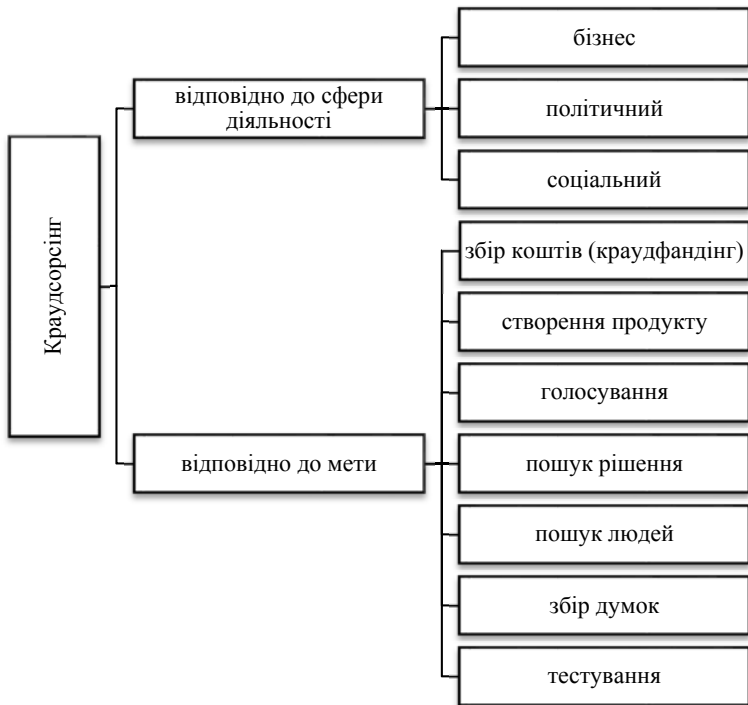 Краудсорсінг
відповідно до сфери
діяльності
бізнес
політичний
соціальний
відповідно до мети
збір коштів (краудфандінг)
створення продукту
голосування
пошук рішення
пошук людей
збір думок
тестування